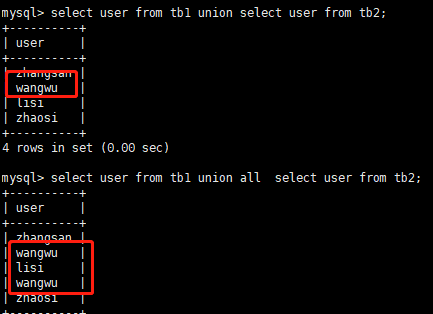 mysql> select user from tb1 union select user from tb2;
+----------+
| user     |
+----------+
| zhangsan |
| wangwu   |
| lisi     |
| zhaosi   |
+----------+
4 rows in set (0.00 sec)
mysql> select user from tb1 union all  select user from tb2;
+----------+
| user     |
+----------+
| zhangsan |
| wangwu   |
| lisi     |
| wangwu   |
| zhaosi   |
+----------+